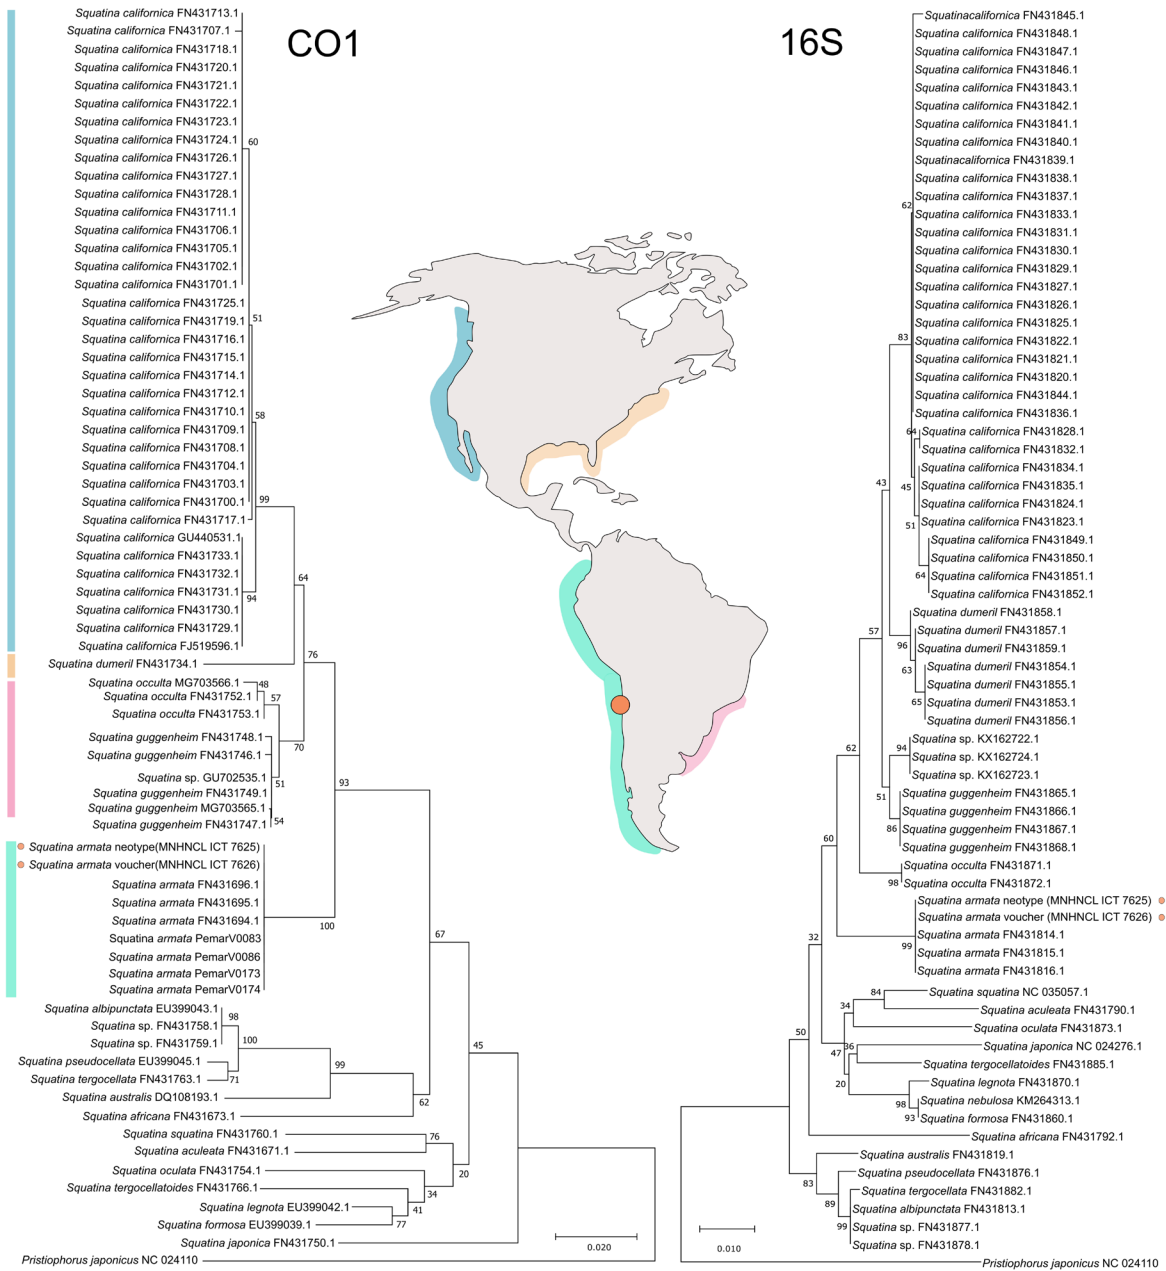 CO1
16S
Squatina californica FN431713.1
Squatina californica FN431707.1
Squatina californica FN431718.1
Squatina californica FN431720.1
Squatina californica FN431721.1
Squatina californica FN431722.1
Squatina californica FN431723.1
Squatina californica FN431724.1
Squatina californica FN431726.1
Squatina californica FN431727.1
Squatina californica FN431728.1
Squatina californica FN431711.1
Squatina californica FN431706.1
Squatina californica FN431705.1
Squatina californica FN431702.1
Squatina californica FN431701.1
Squatina californica FN431725.1
Squatina californica FN431719.1
Squatina californica FN431716.1
Squatina californica FN431715.1
Squatina californica FN431714.1
Squatina californica FN431712.1
Squatina californica FN431710.1
Squatina californica FN431709.1
Squatina californica FN431708.1
Squatina californica FN431704.1
Squatina californica FN431703.1
Squatina californica FN431700.1
Squatina californica FN431717.1
Squatina californica GU440531.1
Squatina californica FN431733.1
Squatina californica FN431732.1
Squatina californica FN431731.1
Squatina californica FN431730.1
Squatina californica FN431729.1
Squatina californica FJ519596.1
Squatina dumeril FN431734.1
Squatina occulta MG703566.1
Squatina occulta FN431752.1
Squatina occulta FN431753.1
Squatina guggenheim FN431748.1
Squatina guggenheim FN431746.1
Squatina sp. GU702535.1
Squatina guggenheim FN431749.1
Squatina guggenheim MG703565.1
Squatina guggenheim FN431747.1
Squatina armata neotype(MNHNCL ICT 7625)
Squatina armata voucher(MNHNCL ICT 7626)
Squatina armata FN431696.1
Squatina armata FN431695.1
Squatina armata FN431694.1
Squatina armata PemarV0083
Squatina armata PemarV0086
Squatina armata PemarV0173
Squatina armata PemarV0174
Squatina albipunctata EU399043.1
Squatina sp. FN431758.1
Squatina sp. FN431759.1
Squatina pseudocellata EU399045.1
Squatina tergocellata FN431763.1
Squatina australis DQ108193.1
Squatina africana FN431673.1
Squatina squatina FN431760.1
Squatina aculeata FN431671.1
Squatina oculata FN431754.1
Squatina tergocellatoides FN431766.1
Squatina legnota EU399042.1
Squatina formosa EU399039.1
Squatina japonica FN431750.1
Pristiophorus japonicus NC 024110
60
51
58
99
94
64
76
48
57
70
51
54
93
100
67
98
100
71
99
62
45
76
20
34
41
77
0.020
Squatinacalifornica FN431845.1
Squatina californica FN431848.1
Squatina californica FN431847.1
Squatina californica FN431846.1
Squatina californica FN431843.1
Squatina californica FN431842.1
Squatina californica FN431841.1
Squatina californica FN431840.1
Squatinacalifornica FN431839.1
Squatina californica FN431838.1
Squatina californica FN431837.1
Squatina californica FN431833.1
Squatina californica FN431831.1
Squatina californica FN431830.1
Squatina californica FN431829.1
Squatina californica FN431827.1
Squatina californica FN431826.1
Squatina californica FN431825.1
Squatina californica FN431822.1
Squatina californica FN431821.1
Squatina californica FN431820.1
Squatina californica FN431844.1
Squatina californica FN431836.1
Squatina californica FN431828.1
Squatina californica FN431832.1
Squatina californica FN431834.1
Squatina californica FN431835.1
Squatina californica FN431824.1
Squatina californica FN431823.1
Squatina californica FN431849.1
Squatina californica FN431850.1
Squatina californica FN431851.1
Squatina californica FN431852.1
Squatina dumeril FN431858.1
Squatina dumeril FN431857.1
Squatina dumeril FN431859.1
Squatina dumeril FN431854.1
Squatina dumeril FN431855.1
Squatina dumeril FN431853.1
Squatina dumeril FN431856.1
Squatina sp. KX162722.1
Squatina sp. KX162724.1
Squatina sp. KX162723.1
Squatina guggenheim FN431865.1
Squatina guggenheim FN431866.1
Squatina guggenheim FN431867.1
Squatina guggenheim FN431868.1
Squatina occulta FN431871.1
Squatina occulta FN431872.1
Squatina armata neotype (MNHNCL ICT 7625)
Squatina armata voucher (MNHNCL ICT 7626)
Squatina armata FN431814.1
Squatina armata FN431815.1
Squatina armata FN431816.1
Squatina squatina NC 035057.1
Squatina aculeata FN431790.1
Squatina oculata FN431873.1
Squatina japonica NC 024276.1
Squatina tergocellatoides FN431885.1
Squatina legnota FN431870.1
Squatina nebulosa KM264313.1
Squatina formosa FN431860.1
Squatina africana FN431792.1
Squatina australis FN431819.1
Squatina pseudocellata FN431876.1
Squatina tergocellata FN431882.1
Squatina albipunctata FN431813.1
Squatina sp. FN431877.1
Squatina sp. FN431878.1
Pristiophorus japonicus NC 024110
62
83
64
45
51
64
43
96
63
65
57
94
51
86
62
98
60
99
32
84
34
47
36
20
98
93
50
83
89
99
0.010